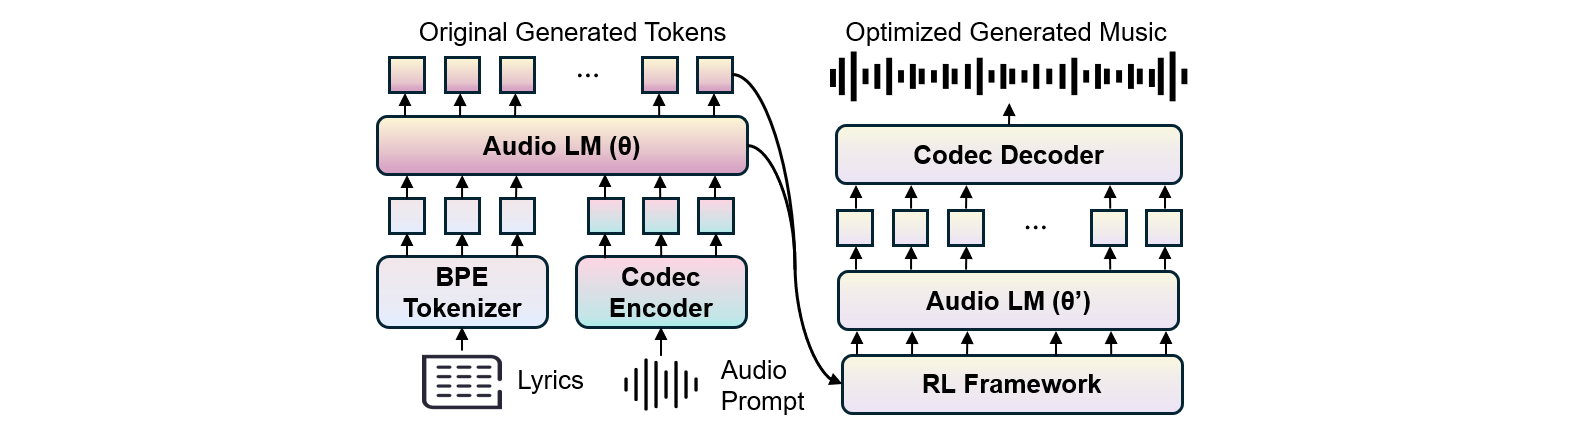 Original Generated Tokens
...
Audio LM (θ)
BPE
Tokenizer
Codec
Encoder
Lyrics
Audio
Prompt
Optimized Generated Music
Codec Decoder
...
Audio LM (θ’)
RL Framework